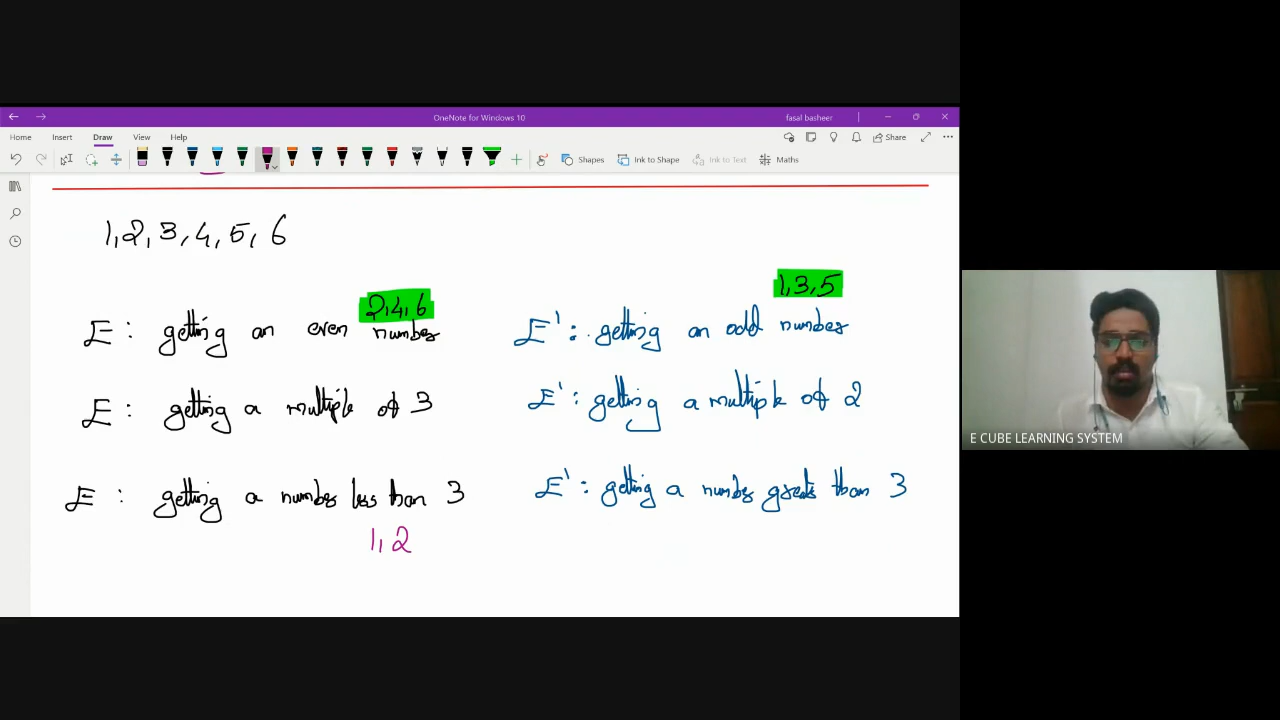 OneNote for Windows 10
fasal basheer
Home Insert Draw View Help
Share
Shapes
Ink to Shape
Ink to Text
Maths
1, 2, 3, 4, 5, 6
2, 4, 6
1, 3, 5
E : getting an even number
E' : getting an odd number
E : getting a multiple of 3
E' : getting a multiple of 2
E : getting a number less than 3
E' : getting a number greater than 3
1, 2
E CUBE LEARNING SYSTEM